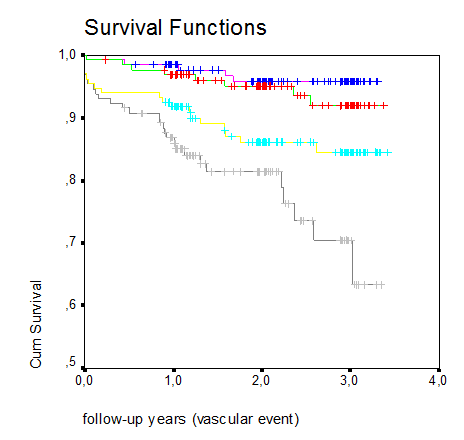 Survival Functions
1,0
,9
,8
,7
,6
,5
Cum Survival
0,0 1,0 2,0 3,0 4,0
follow-up years (vascular event)